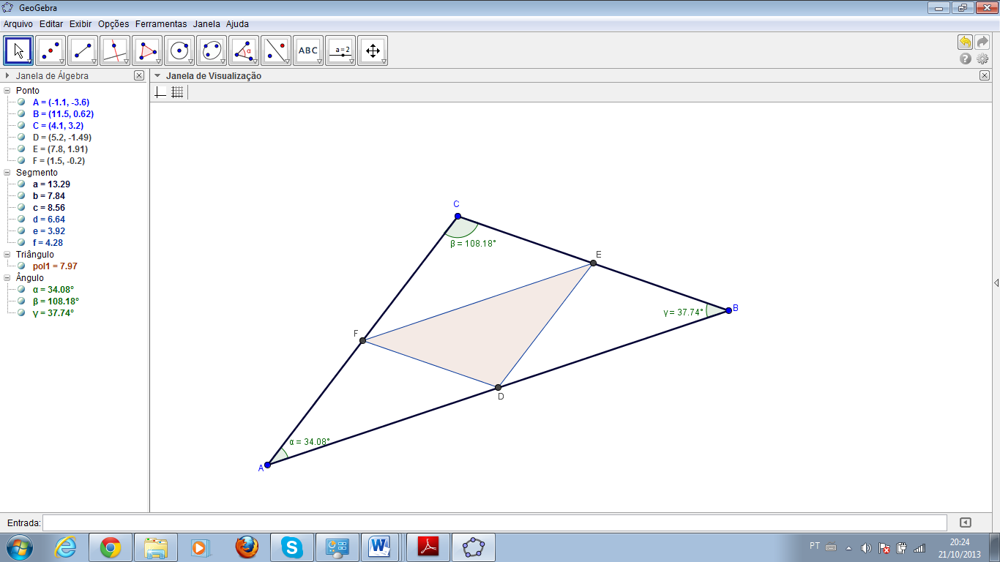 GeoGebra
Arquivo Editar Exibir Opções Ferramentas Janela Ajuda
ABC
a=2
α
Janela de Álgebra
Ponto
A = (-1.1, -3.6)
B = (11.5, 0.62)
C = (4.1, 3.2)
D = (5.2, -1.49)
E = (7.8, 1.91)
F = (1.5, -0.2)
Segmento
a = 13.29
b = 7.84
c = 8.56
d = 6.64
e = 3.92
f = 4.28
Triângulo
pol1 = 7.97
Ângulo
α = 34.08°
β = 108.18°
γ = 37.74°
Janela de Visualização
C
β = 108.18°
E
B
γ = 37.74°
F
D
α = 34.08°
A
Entrada:
PT
20:24
21/10/2013